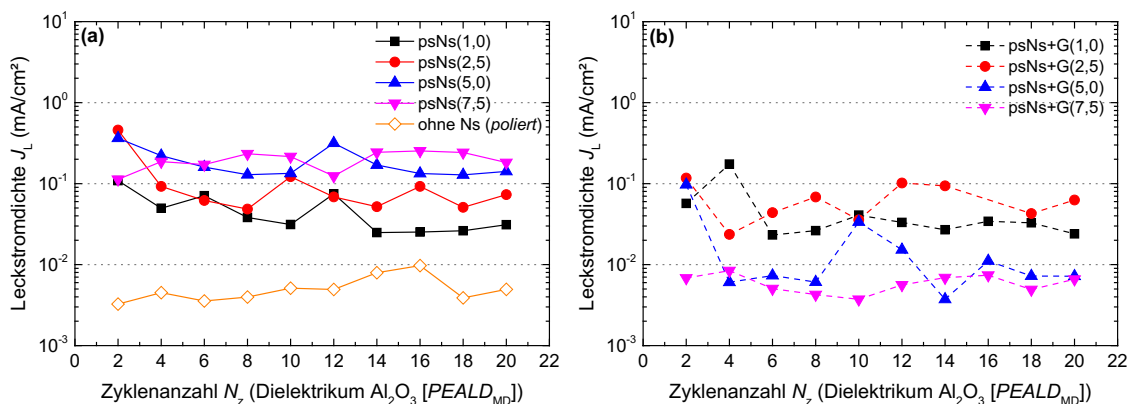 (a)
psNs(1,0)
psNs(2,5)
psNs(5,0)
psNs(7,5)
ohne Ns (poliert)
Leckstromdichte J_L (mA/cm²)
10¹
10⁰
10⁻¹
10⁻²
10⁻³
0 2 4 6 8 10 12 14 16 18 20 22
Zyklenanzahl N_z (Dielektrikum Al₂O₃ [PEALD_MD])
(b)
psNs+G(1,0)
psNs+G(2,5)
psNs+G(5,0)
psNs+G(7,5)
Leckstromdichte J_L (mA/cm²)
10¹
10⁰
10⁻¹
10⁻²
10⁻³
0 2 4 6 8 10 12 14 16 18 20 22
Zyklenanzahl N_z (Dielektrikum Al₂O₃ [PEALD_MD])